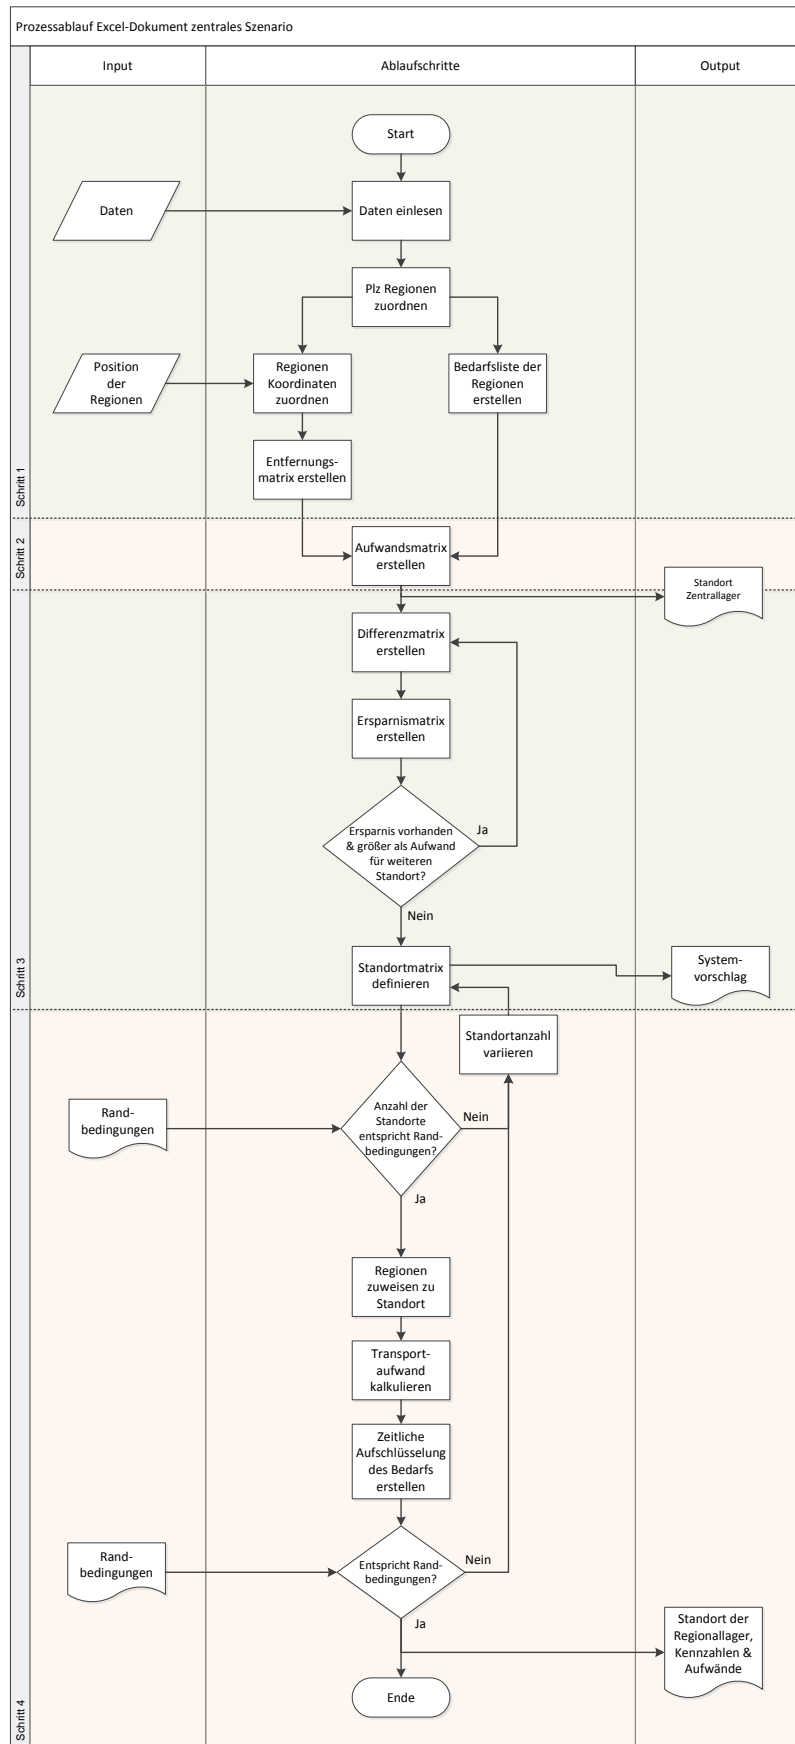 Prozessablauf Excel-Dokument zentrales Szenario
Input
Ablaufschritte
Output
Start
Daten
Daten einlesen
Plz Regionen
zuordnen
Position
der
Regionen
Regionen
Koordinaten
zuordnen
Bedarfsliste der
Regionen
erstellen
Entfernungs-
matrix erstellen
Schritt 1
Aufwandsmatrix
erstellen
Schritt 2
Standort
Zentrallager
Differenzmatrix
erstellen
Ersparnismatrix
erstellen
Ersparnis vorhanden
& größer als Aufwand
für weiteren
Standort?
Ja
Nein
Standortmatrix
definieren
System-
vorschlag
Schritt 3
Standortanzahl
variieren
Rand-
bedingungen
Anzahl der
Standorte
entspricht Rand-
bedingungen?
Nein
Ja
Regionen
zuweisen zu
Standort
Transport-
aufwand
kalkulieren
Zeitliche
Aufschlüsselung
des Bedarfs
erstellen
Rand-
bedingungen
Entspricht Rand-
bedingungen?
Nein
Ja
Standort der
Regionallager,
Kennzahlen &
Aufwände
Ende
Schritt 4